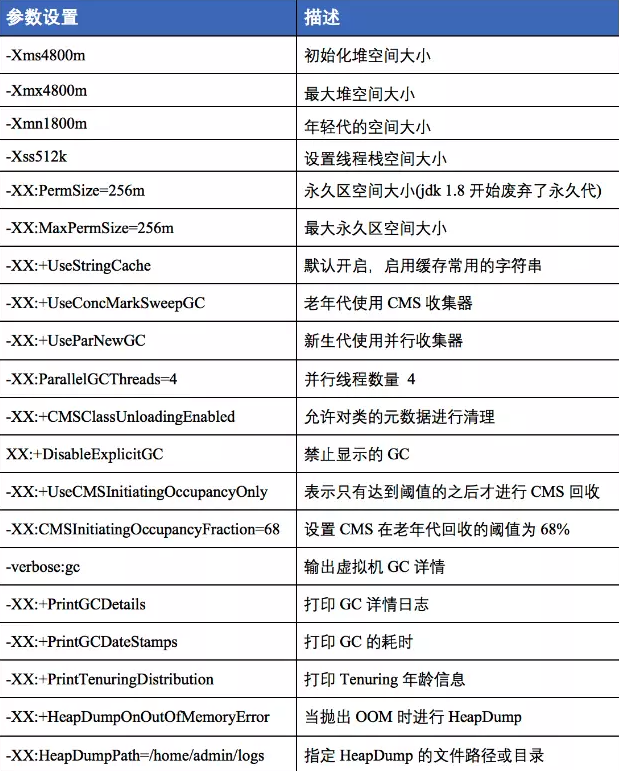 参数设置 描述
-Xms4800m 初始化堆空间大小
-Xmx4800m 最大堆空间大小
-Xmn1800m 年轻代的空间大小
-Xss512k 设置线程栈空间大小
-XX:PermSize=256m 永久区空间大小(jdk 1.8 开始废弃了永久代)
-XX:MaxPermSize=256m 最大永久区空间大小
-XX:+UseStringCache 默认开启，启用缓存常用的字符串
-XX:+UseConcMarkSweepGC 老年代使用 CMS 收集器
-XX:+UseParNewGC 新生代使用并行收集器
-XX:ParallelGCThreads=4 并行线程数量 4
-XX:+CMSClassUnloadingEnabled 允许对类的元数据进行清理
XX:+DisableExplicitGC 禁止显示的 GC
-XX:+UseCMSInitiatingOccupancyOnly 表示只有达到阈值的之后才进行 CMS 回收
-XX:CMSInitiatingOccupancyFraction=68 设置 CMS 在老年代回收的阈值为 68%
-verbose:gc 输出虚拟机 GC 详情
-XX:+PrintGCDetails 打印 GC 详情日志
-XX:+PrintGCDateStamps 打印 GC 的耗时
-XX:+PrintTenuringDistribution 打印 Tenuring 年龄信息
-XX:+HeapDumpOnOutOfMemoryError 当抛出 OOM 时进行 HeapDump
-XX:HeapDumpPath=/home/admin/logs 指定 HeapDump 的文件路径或目录